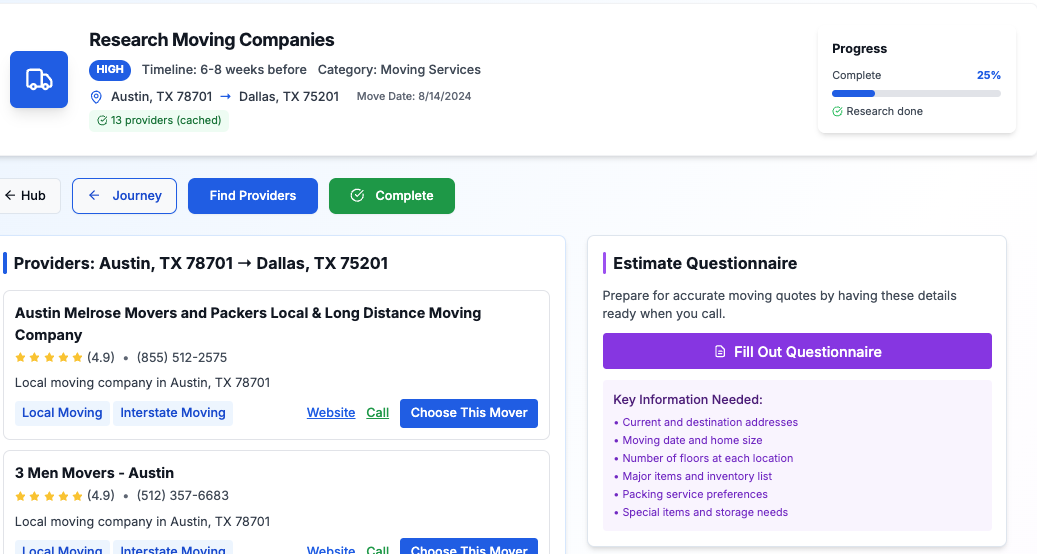 Research Moving Companies
HIGH Timeline: 6-8 weeks before Category: Moving Services
Austin, TX 78701 → Dallas, TX 75201 Move Date: 8/14/2024
13 providers (cached)
Progress
Complete 25%
Research done
← Hub
← Journey
Find Providers
Complete
Providers: Austin, TX 78701 → Dallas, TX 75201
Austin Melrose Movers and Packers Local & Long Distance Moving
Company
★★★★★ (4.9) • (855) 512-2575
Local moving company in Austin, TX 78701
Local Moving Interstate Moving Website Call Choose This Mover
3 Men Movers - Austin
★★★★★ (4.9) • (512) 357-6683
Local moving company in Austin, TX 78701
Local Moving Interstate Moving Website Call Choose This Mover
Estimate Questionnaire
Prepare for accurate moving quotes by having these details
ready when you call.
Fill Out Questionnaire
Key Information Needed:
• Current and destination addresses
• Moving date and home size
• Number of floors at each location
• Major items and inventory list
• Packing service preferences
• Special items and storage needs